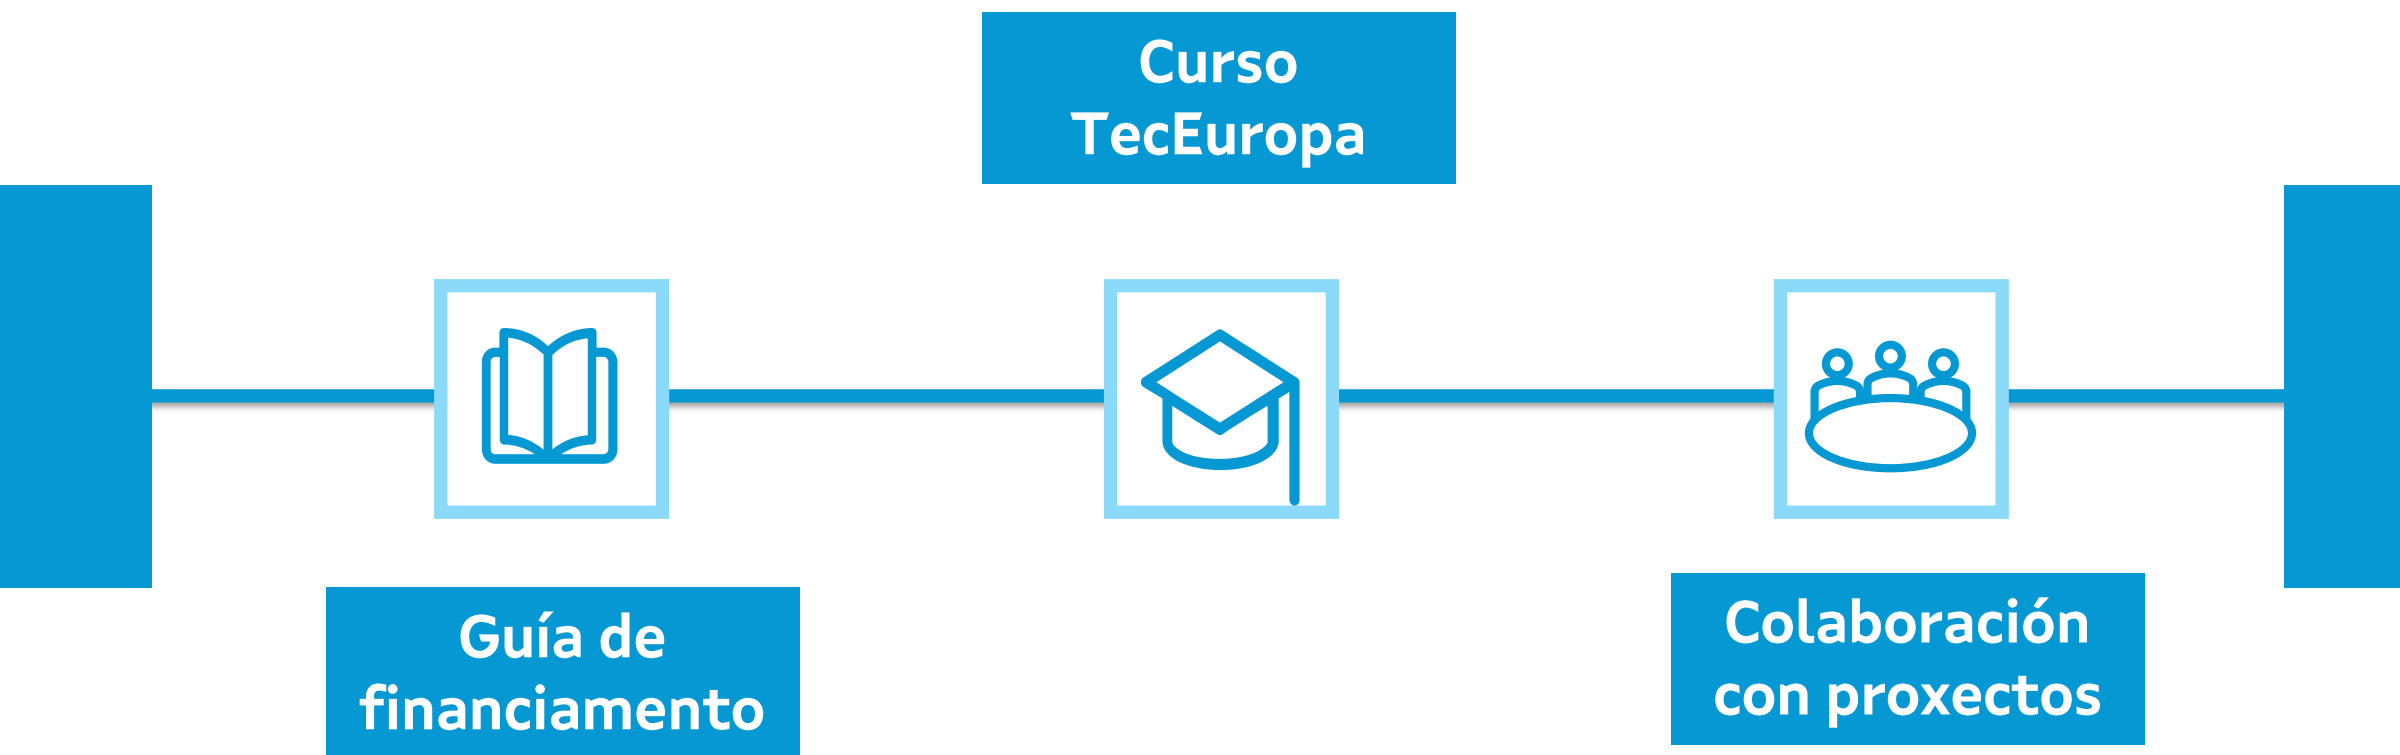 Curso
TecEuropa
Guía de
financiamento
Colaboración
con proxectos